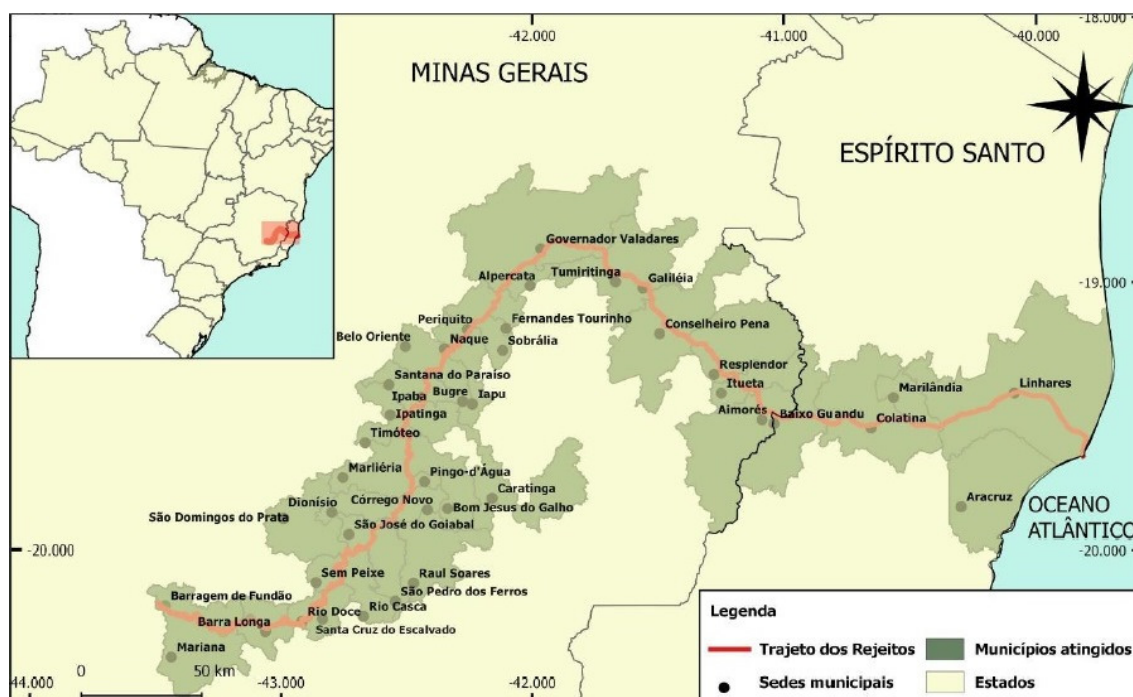 -42.000
-41.000
-40.000
-18.000
MINAS GERAIS
ESPÍRITO SANTO
Governador Valadares
Alpercata
Tumiritinga
Galiléia
-19.000
Periquito
Fernandes Tourinho
Conselheiro Pena
Belo Oriente
Naque
Sobrália
Resplendor
Santana do Paraíso
Itueta
Marilândia
Linhares
Ipaba
Bugre
Iapu
Ipatinga
Aimorés
Baixo Guandu
Colatina
Timóteo
Marliéria
Pingo-d'Água
Caratinga
Aracruz
Dionísio
Córrego Novo
Bom Jesus do Galho
São Domingos do Prata
São José do Goiabal
OCEANO
ATLÂNTICO
-20.000
-20.000
Sem Peixe
Raul Soares
Barragem de Fundão
São Pedro dos Ferros
Rio Doce
Rio Casca
Barra Longa
Santa Cruz do Escalvado
Mariana
Legenda
Trajeto dos Rejeitos
Municípios atingidos
Sedes municipais
Estados
0
50 km
-44.000
-43.000
-42.000